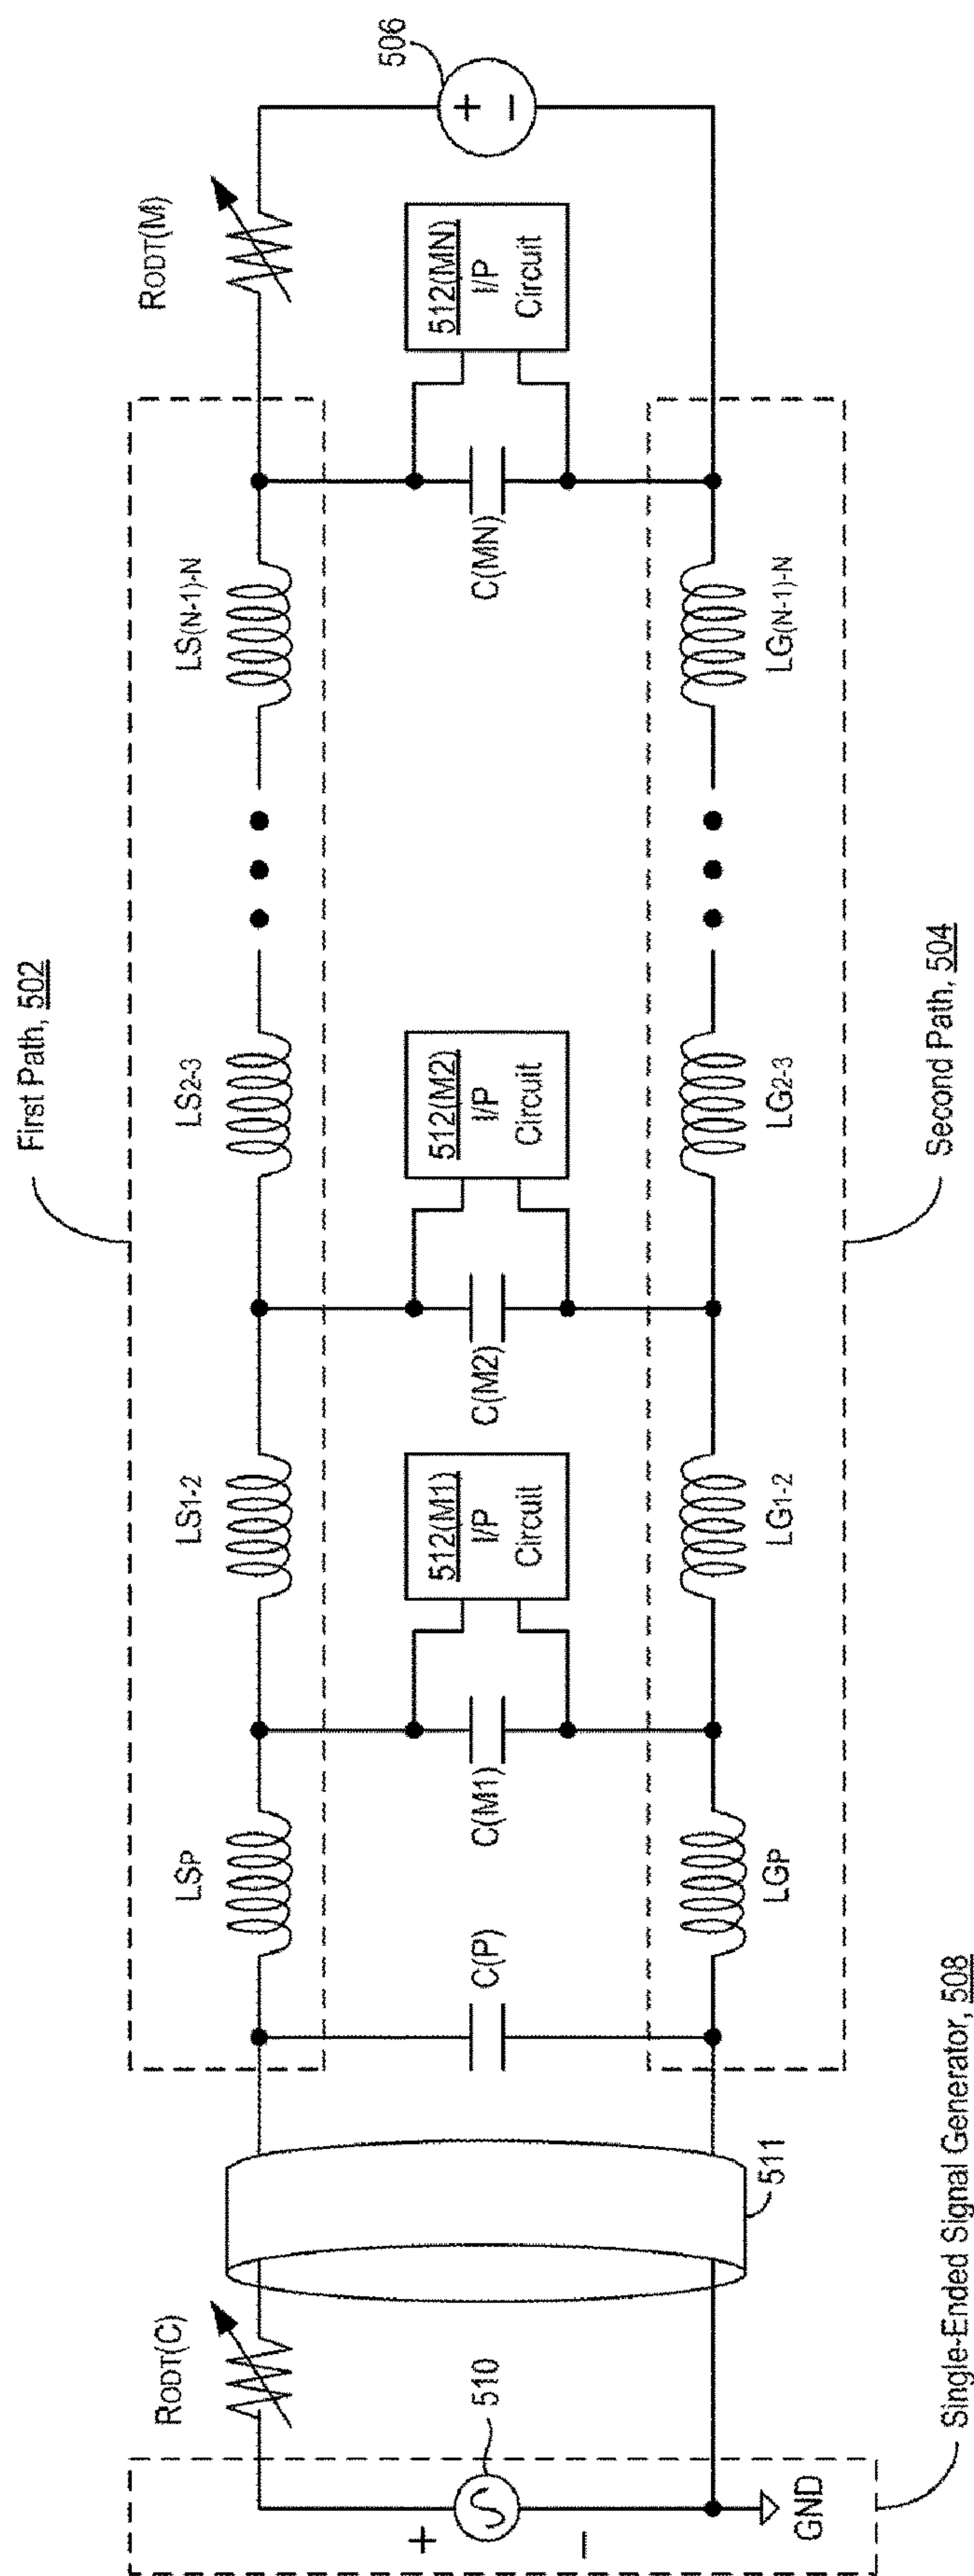 First Path, 502
RODT(C)
LSP
LS1-2
LS2-3
LS(N-1)-N
RODT(M)
+
−
510
C(P)
C(M1)
512(M1)
I/P
Circuit
C(M2)
512(M2)
I/P
Circuit
C(MN)
512(MN)
I/P
Circuit
+
−
506
GND
511
LGP
LG1-2
LG2-3
LG(N-1)-N
Single-Ended Signal Generator, 508
Second Path, 504